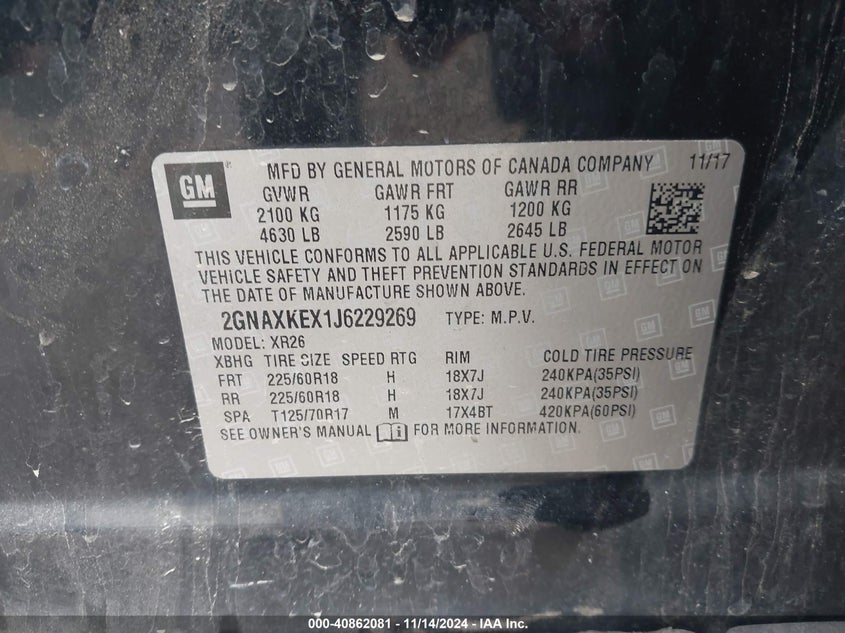 GM MFD BY GENERAL MOTORS OF CANADA COMPANY 11/17
GVWR GAWR FRT GAWR RR
2100 KG 1175 KG 1200 KG
4630 LB 2590 LB 2645 LB
THIS VEHICLE CONFORMS TO ALL APPLICABLE U.S. FEDERAL MOTOR
VEHICLE SAFETY AND THEFT PREVENTION STANDARDS IN EFFECT ON
THE DATE OF MANUFACTURE SHOWN ABOVE.
2GNAXKEX1J6229269 TYPE: M.P.V.
MODEL: XR26
XBHG TIRE SIZE SPEED RTG RIM COLD TIRE PRESSURE
FRT 225/60R18 H 18X7J 240KPA(35PSI)
RR 225/60R18 H 18X7J 240KPA(35PSI)
SPA T125/70R17 M 17X4BT 420KPA(60PSI)
SEE OWNER'S MANUAL FOR MORE INFORMATION.
000-40862081 - 11/14/2024 - IAA Inc.